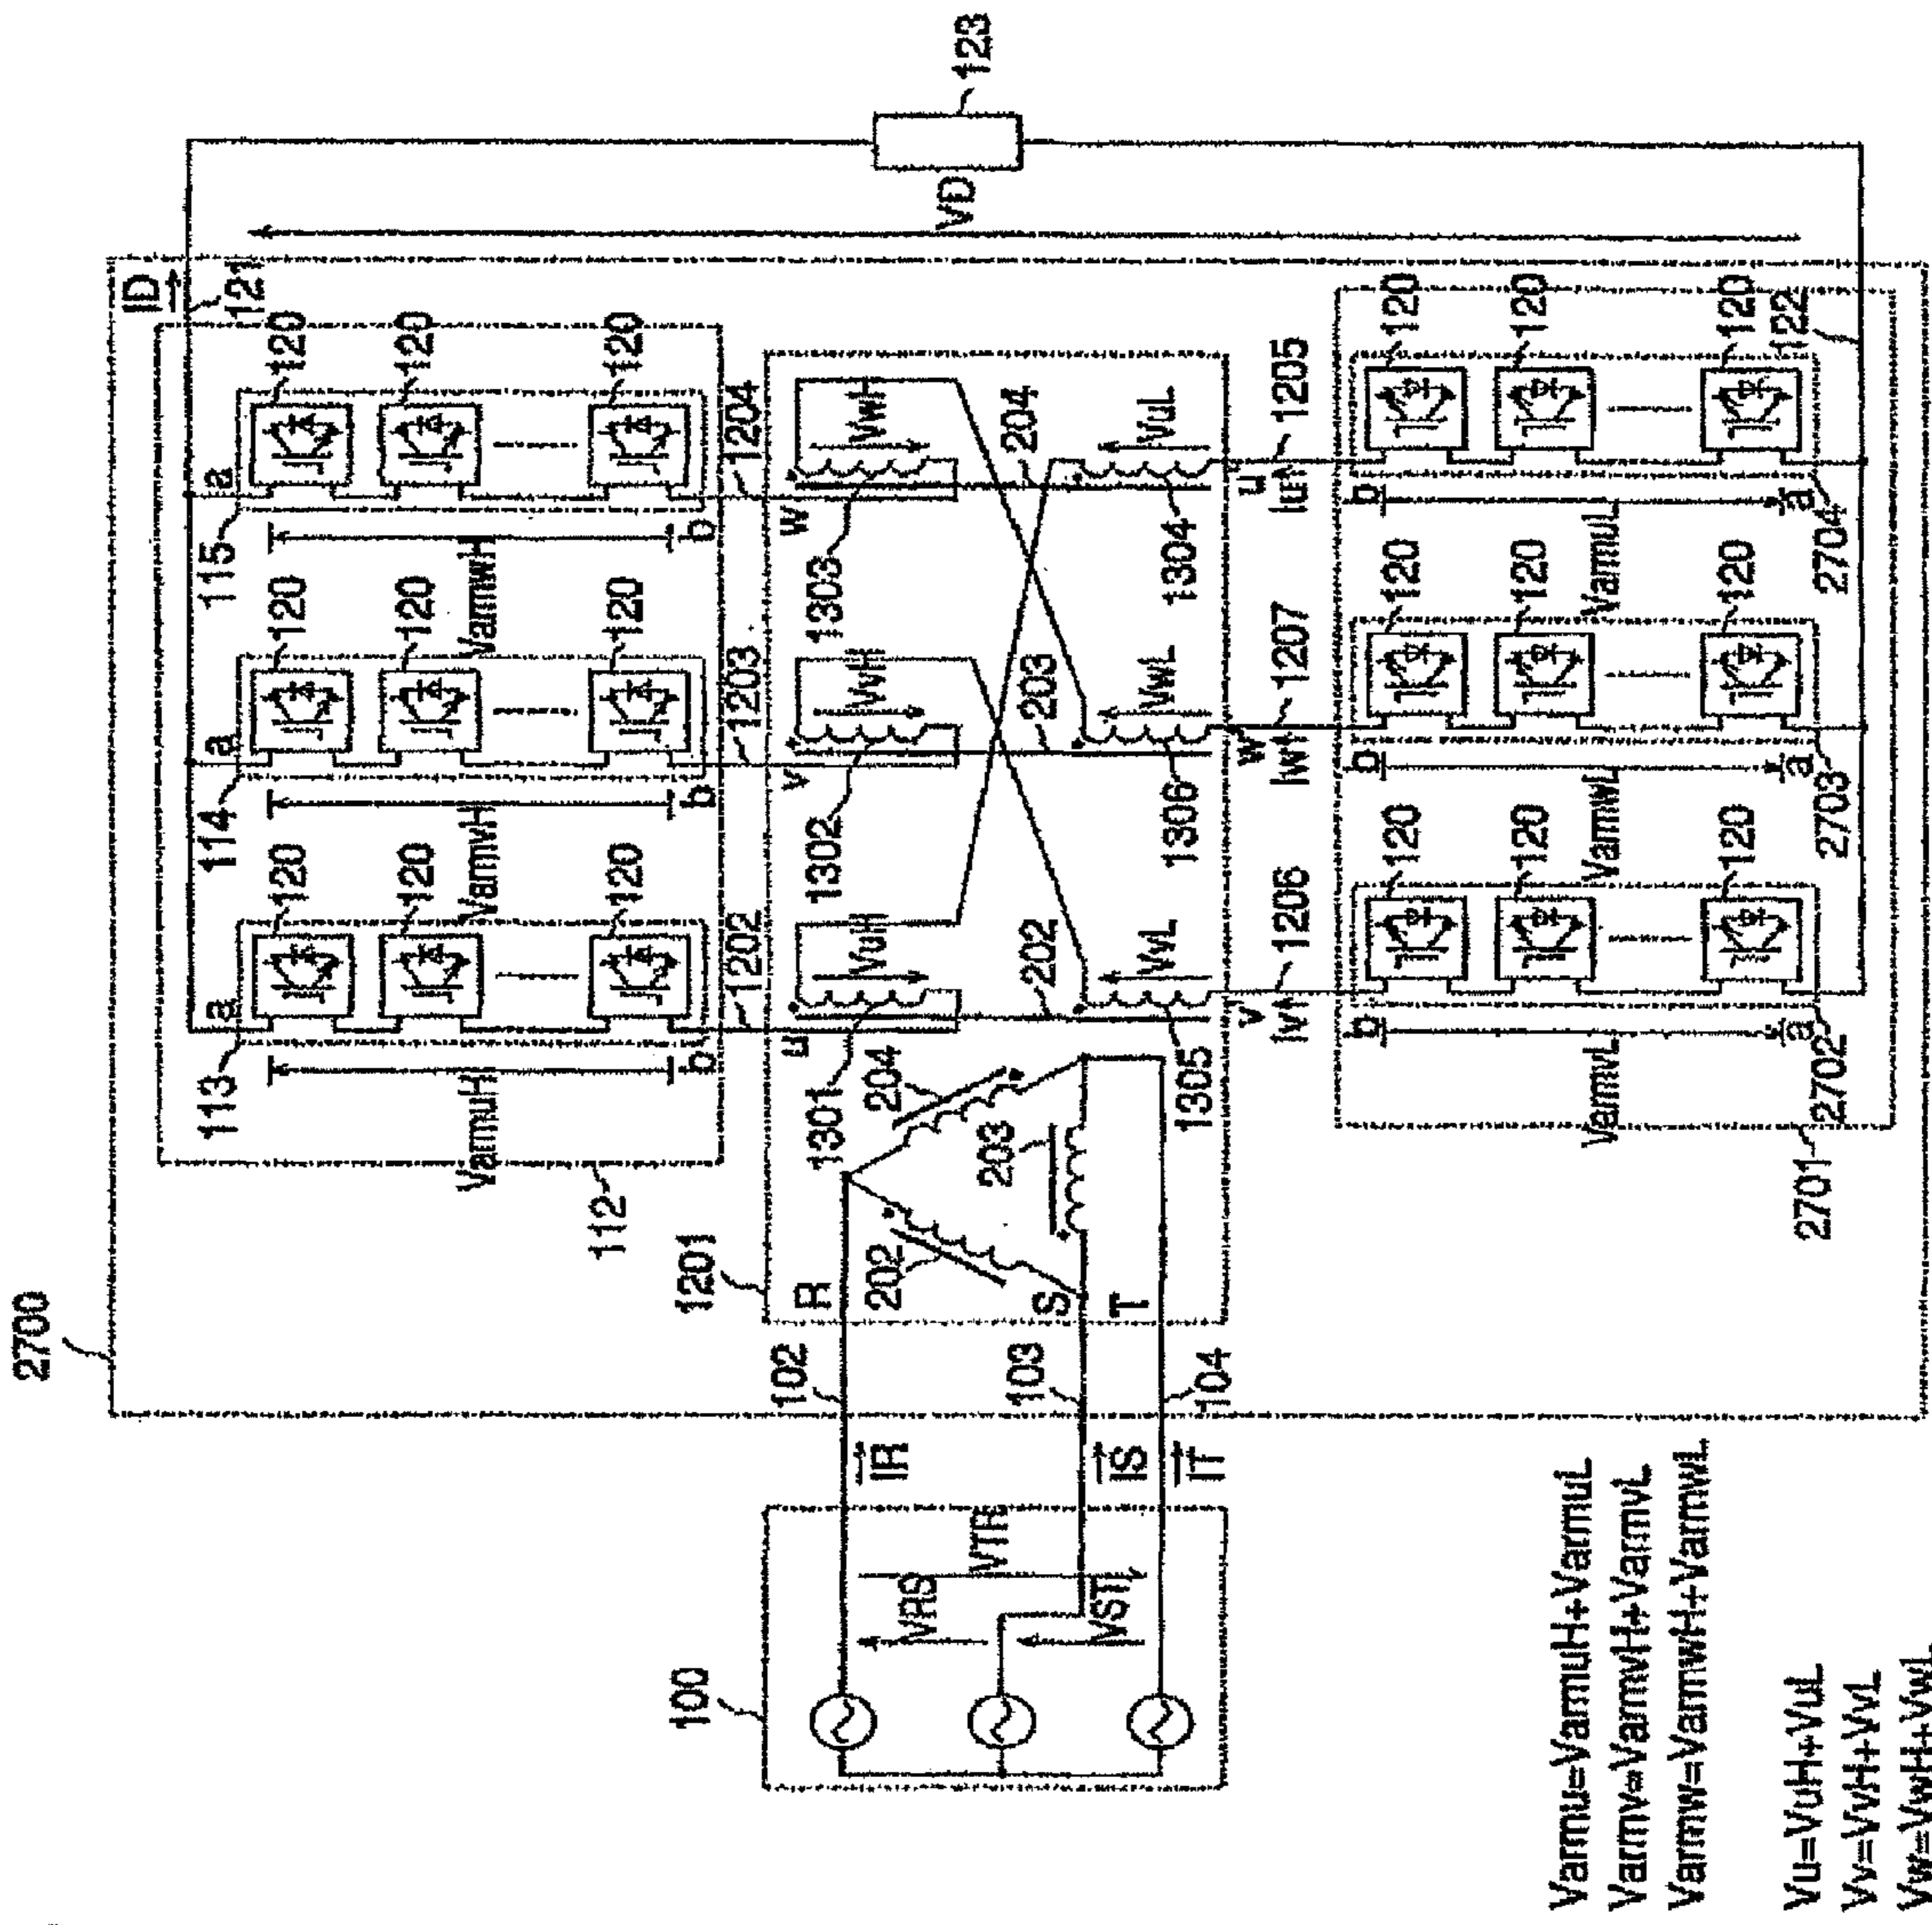 2700
ID
121
123
VD
115
a
120
120
120
VarmwH
b
1204
114
a
120
120
120
VarmvH
b
1203
113
a
120
120
120
VarmuH
b
1202
112
1201
w
1303
VwH
204
VuL
1304
v
1302
VvH
203
VwL
1306
u
1301
VuH
202
VvL
1305
R
S
T
202
203
204
102
103
104
IR
IS
IT
100
VRS
VST
VTR
u
Iu
1205
w
Iw
1207
v
Iv
1206
120
120
120
122
b
VarmuL
a
2704
120
120
120
b
VarmwL
a
2703
120
120
120
b
VarmvL
a
2702
2701
Varmu=VarmuH+VarmuL
Varmv=VarmvH+VarmvL
Varmw=VarmwH+VarmwL
Vu=VuH+VuL
Vv=VvH+VvL
Vw=VwH+VwL